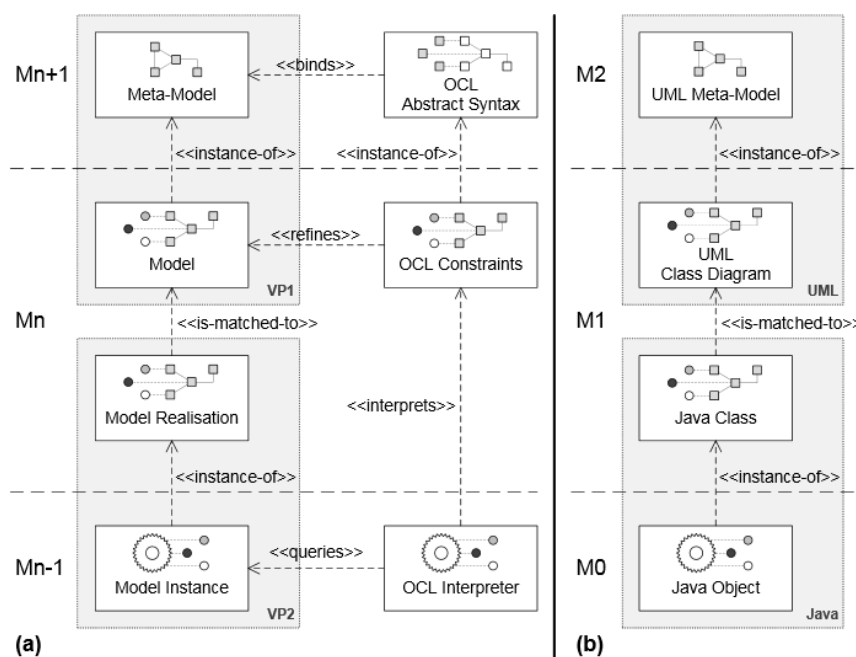 Mn+1
Meta-Model
<<binds>>
OCL
Abstract Syntax
M2
UML Meta-Model
<<instance-of>>
<<instance-of>>
<<instance-of>>
Model
<<refines>>
OCL Constraints
UML
Class Diagram
VP1
UML
Mn
<<is-matched-to>>
M1
<<is-matched-to>>
Model Realisation
<<interprets>>
Java Class
<<instance-of>>
<<instance-of>>
Mn-1
Model Instance
<<queries>>
OCL Interpreter
M0
Java Object
VP2
Java
(a)
(b)